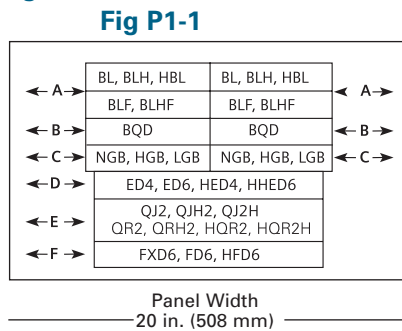 Fig P1-1
A BL, BLH, HBL BL, BLH, HBL A
BLF, BLHF BLF, BLHF
B BQD BQD B
C NGB, HGB, LGB NGB, HGB, LGB C
D ED4, ED6, HED4, HHED6
E QJ2, QJH2, QJ2H
QR2, QRH2, HQR2, HQR2H
F FXD6, FD6, HFD6
Panel Width
20 in. (508 mm)